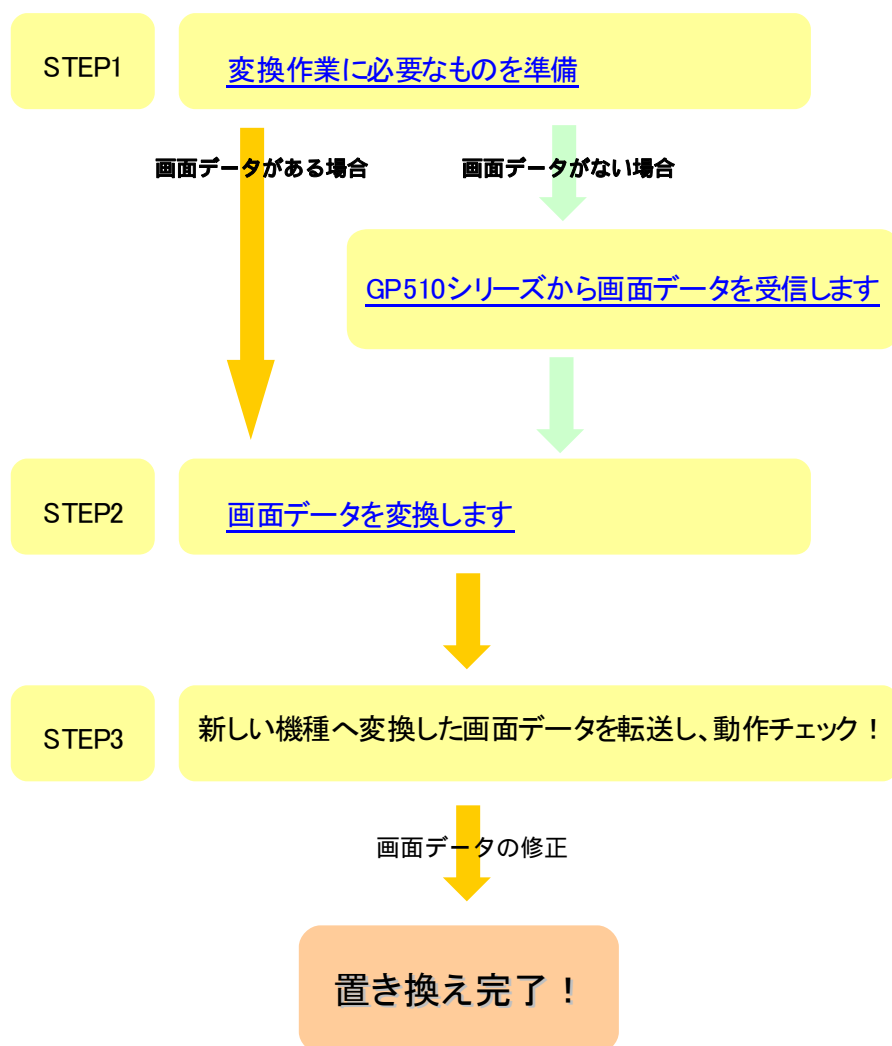 STEP1
変換作業に必要なものを準備
画面データがある場合
画面データがない場合
GP510シリーズから画面データを受信します
STEP2
画面データを変換します
STEP3
新しい機種へ変換した画面データを転送し、動作チェック！
画面データの修正
置き換え完了！